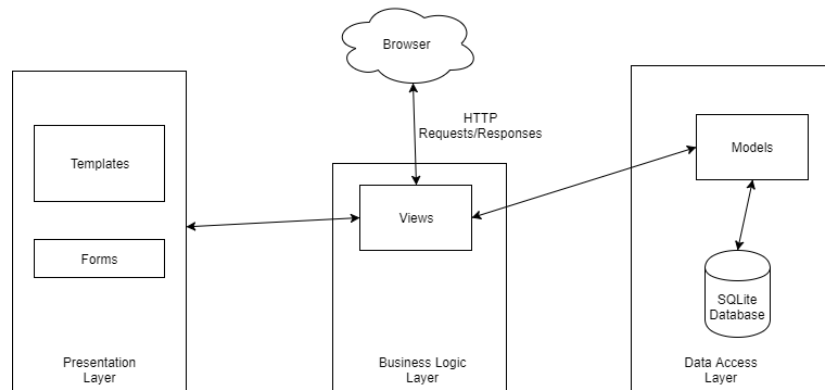 Browser
HTTP
Requests/Responses
Templates
Forms
Views
Models
SQLite
Database
Presentation
Layer
Business Logic
Layer
Data Access
Layer